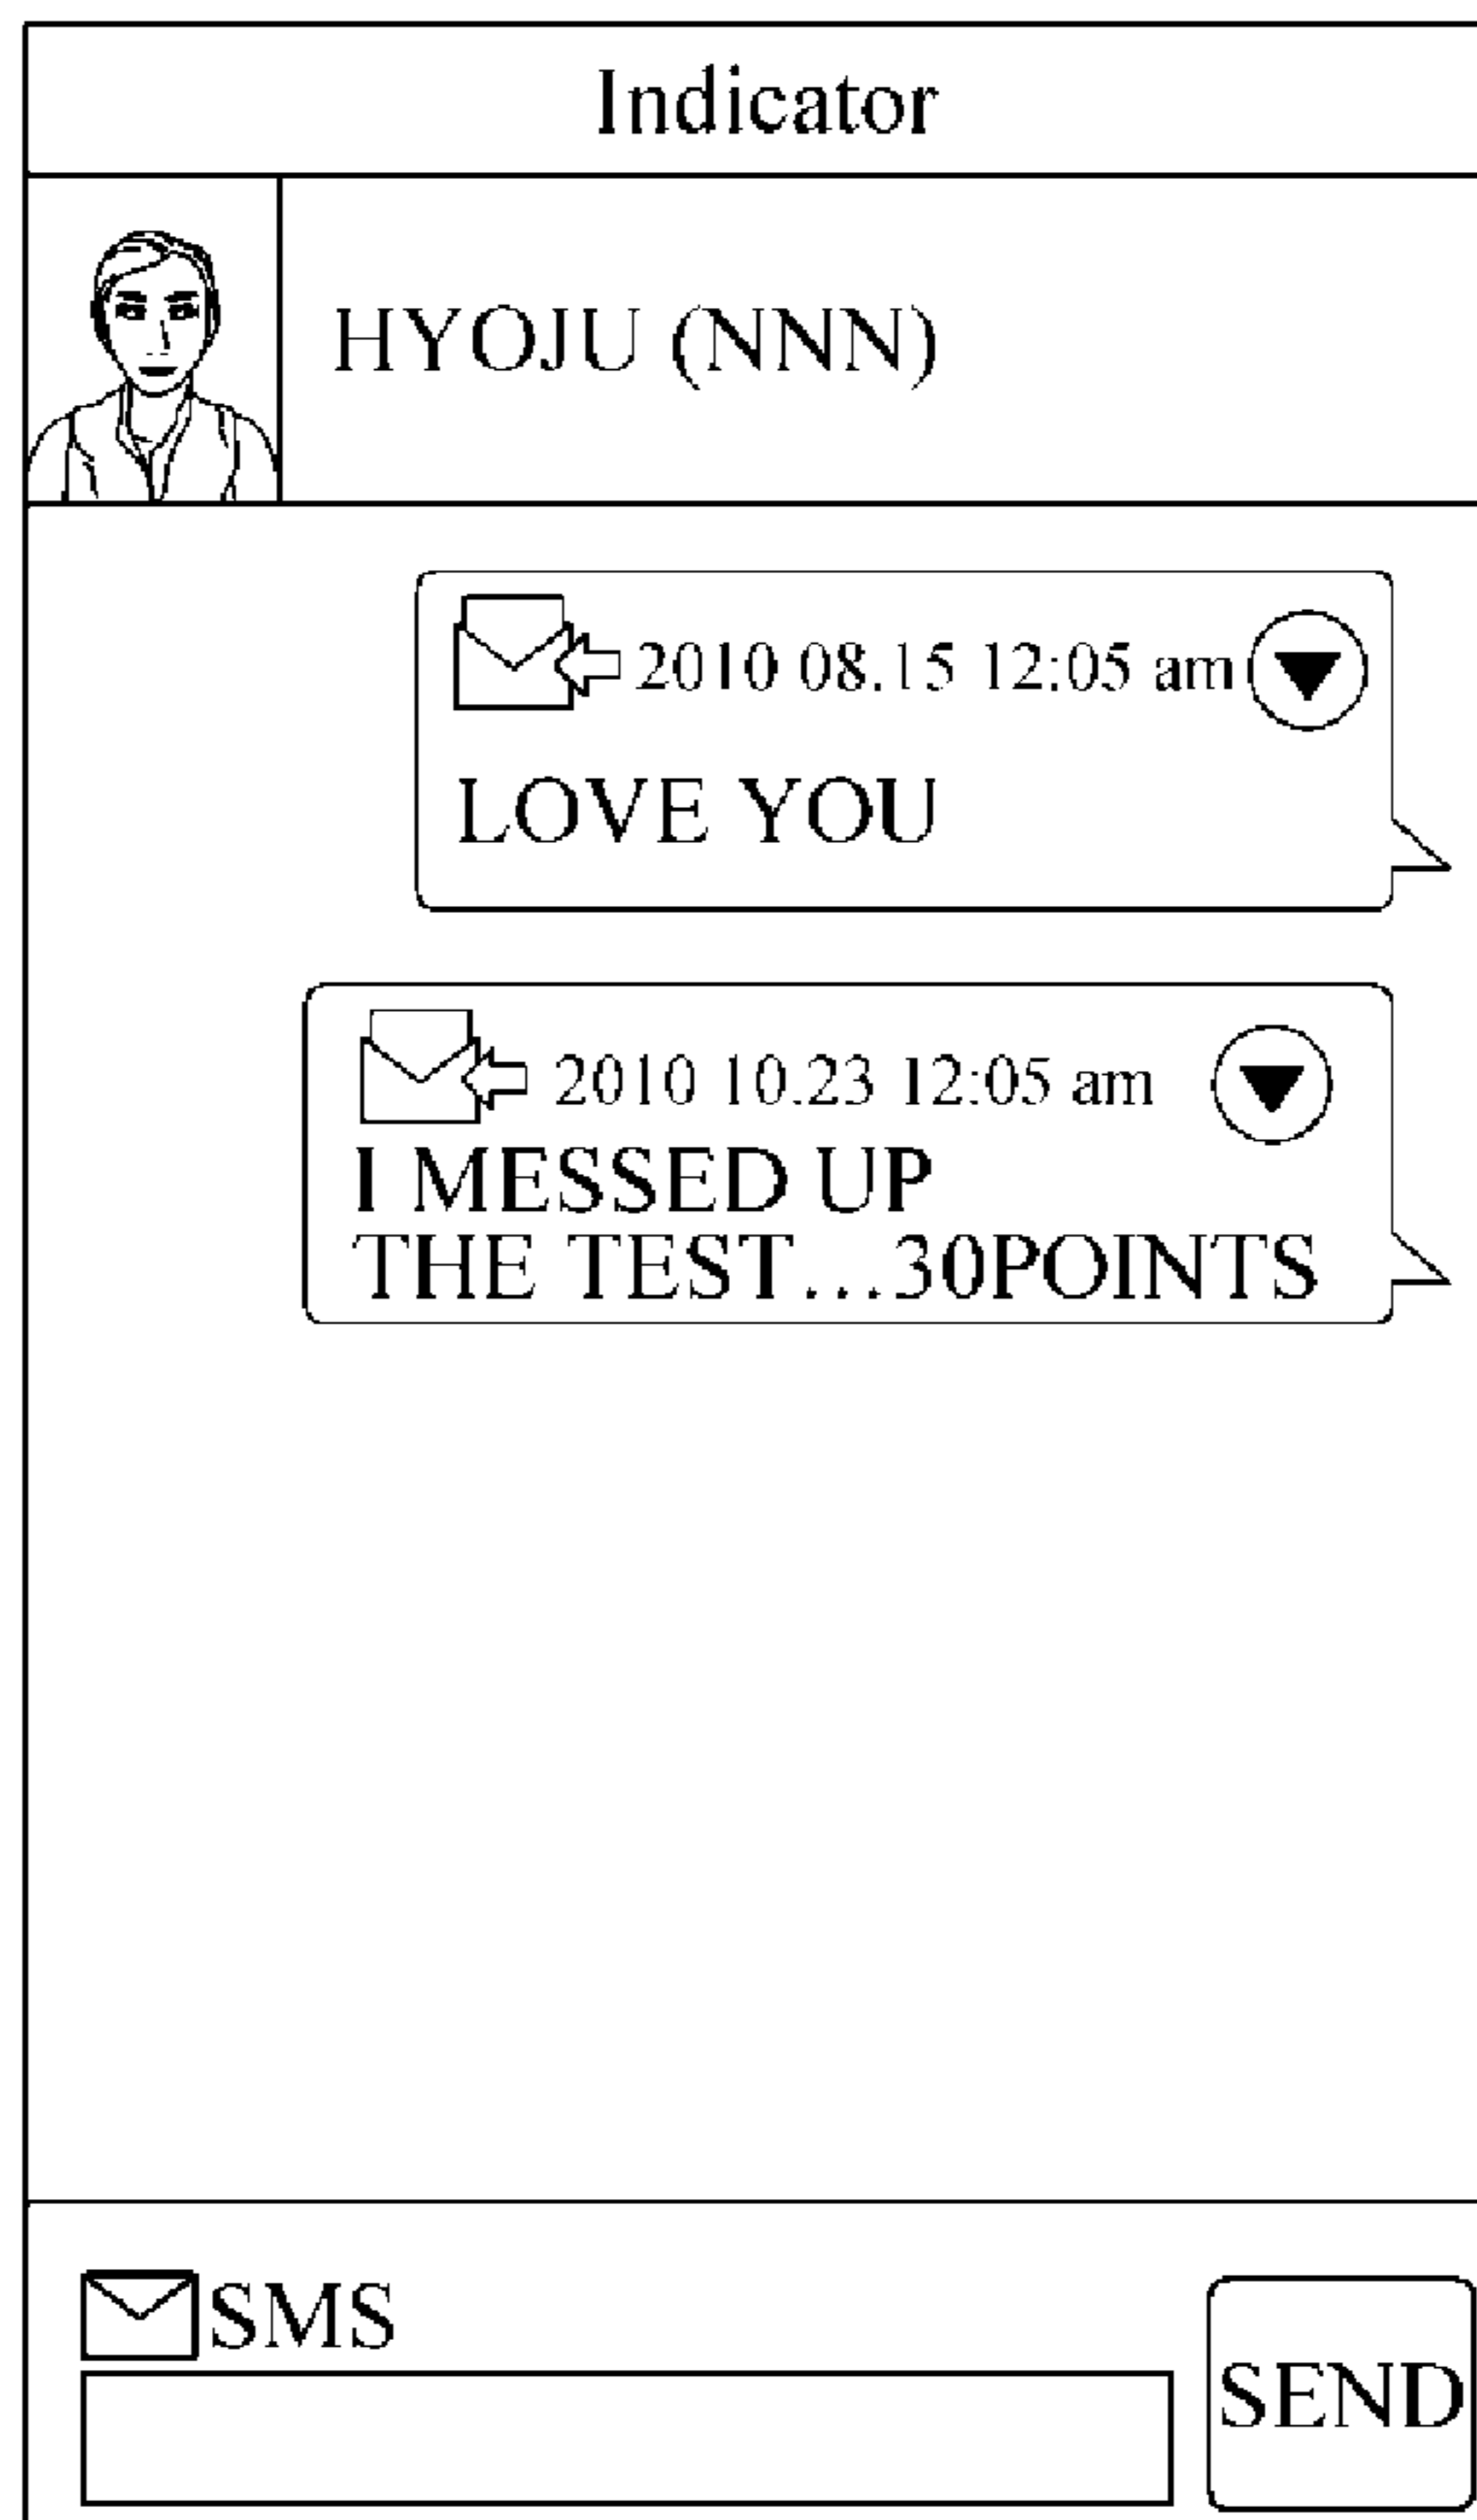 Indicator
HYOJU (NNN)
2010 08.15 12:05 am
LOVE YOU
2010 10.23 12:05 am
I MESSED UP
THE TEST...30POINTS
SMS
SEND